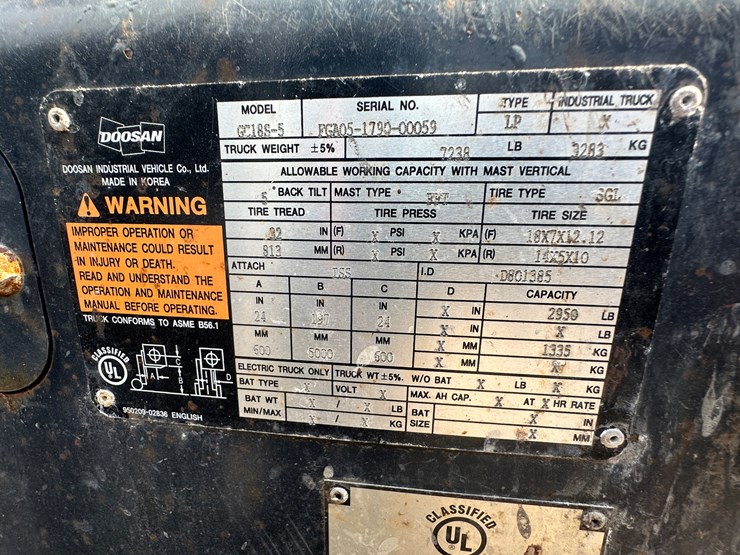 DOOSAN
DOOSAN INDUSTRIAL VEHICLE Co., Ltd.
MADE IN KOREA
WARNING
IMPROPER OPERATION OR
MAINTENANCE COULD RESULT
IN INJURY OR DEATH.
READ AND UNDERSTAND THE
OPERATION AND MAINTENANCE
MANUAL BEFORE OPERATING.
TRUCK CONFORMS TO ASME B56.1
CLASSIFIED
UL
A C B D
950209-02836 ENGLISH
MODEL SERIAL NO. TYPE INDUSTRIAL TRUCK
GC18S-5 FGA05-1790-00059 LP X
TRUCK WEIGHT ±5% 7238 LB 3283 KG
ALLOWABLE WORKING CAPACITY WITH MAST VERTICAL
5 ° BACK TILT MAST TYPE TIRE TYPE SGL
TIRE TREAD TIRE PRESS TIRE SIZE
32 IN (F) X PSI X KPA (F) 18X7X12.12
813 MM (R) X PSI X KPA (R) 14X5X10
ATTACH ISS I.D D801385
A B C D CAPACITY
IN IN IN X IN 2950 LB
24 197 24 X IN X LB
MM MM MM X MM 1335 KG
600 5000 600 X MM X KG
ELECTRIC TRUCK ONLY TRUCK WT ±5%. W/O BAT X LB X KG
BAT TYPE X VOLT X MAX. AH CAP. X AT X HR RATE
BAT WT X / X LB BAT X IN
MIN/MAX X / X KG SIZE X MM
CLASSIFIED
UL